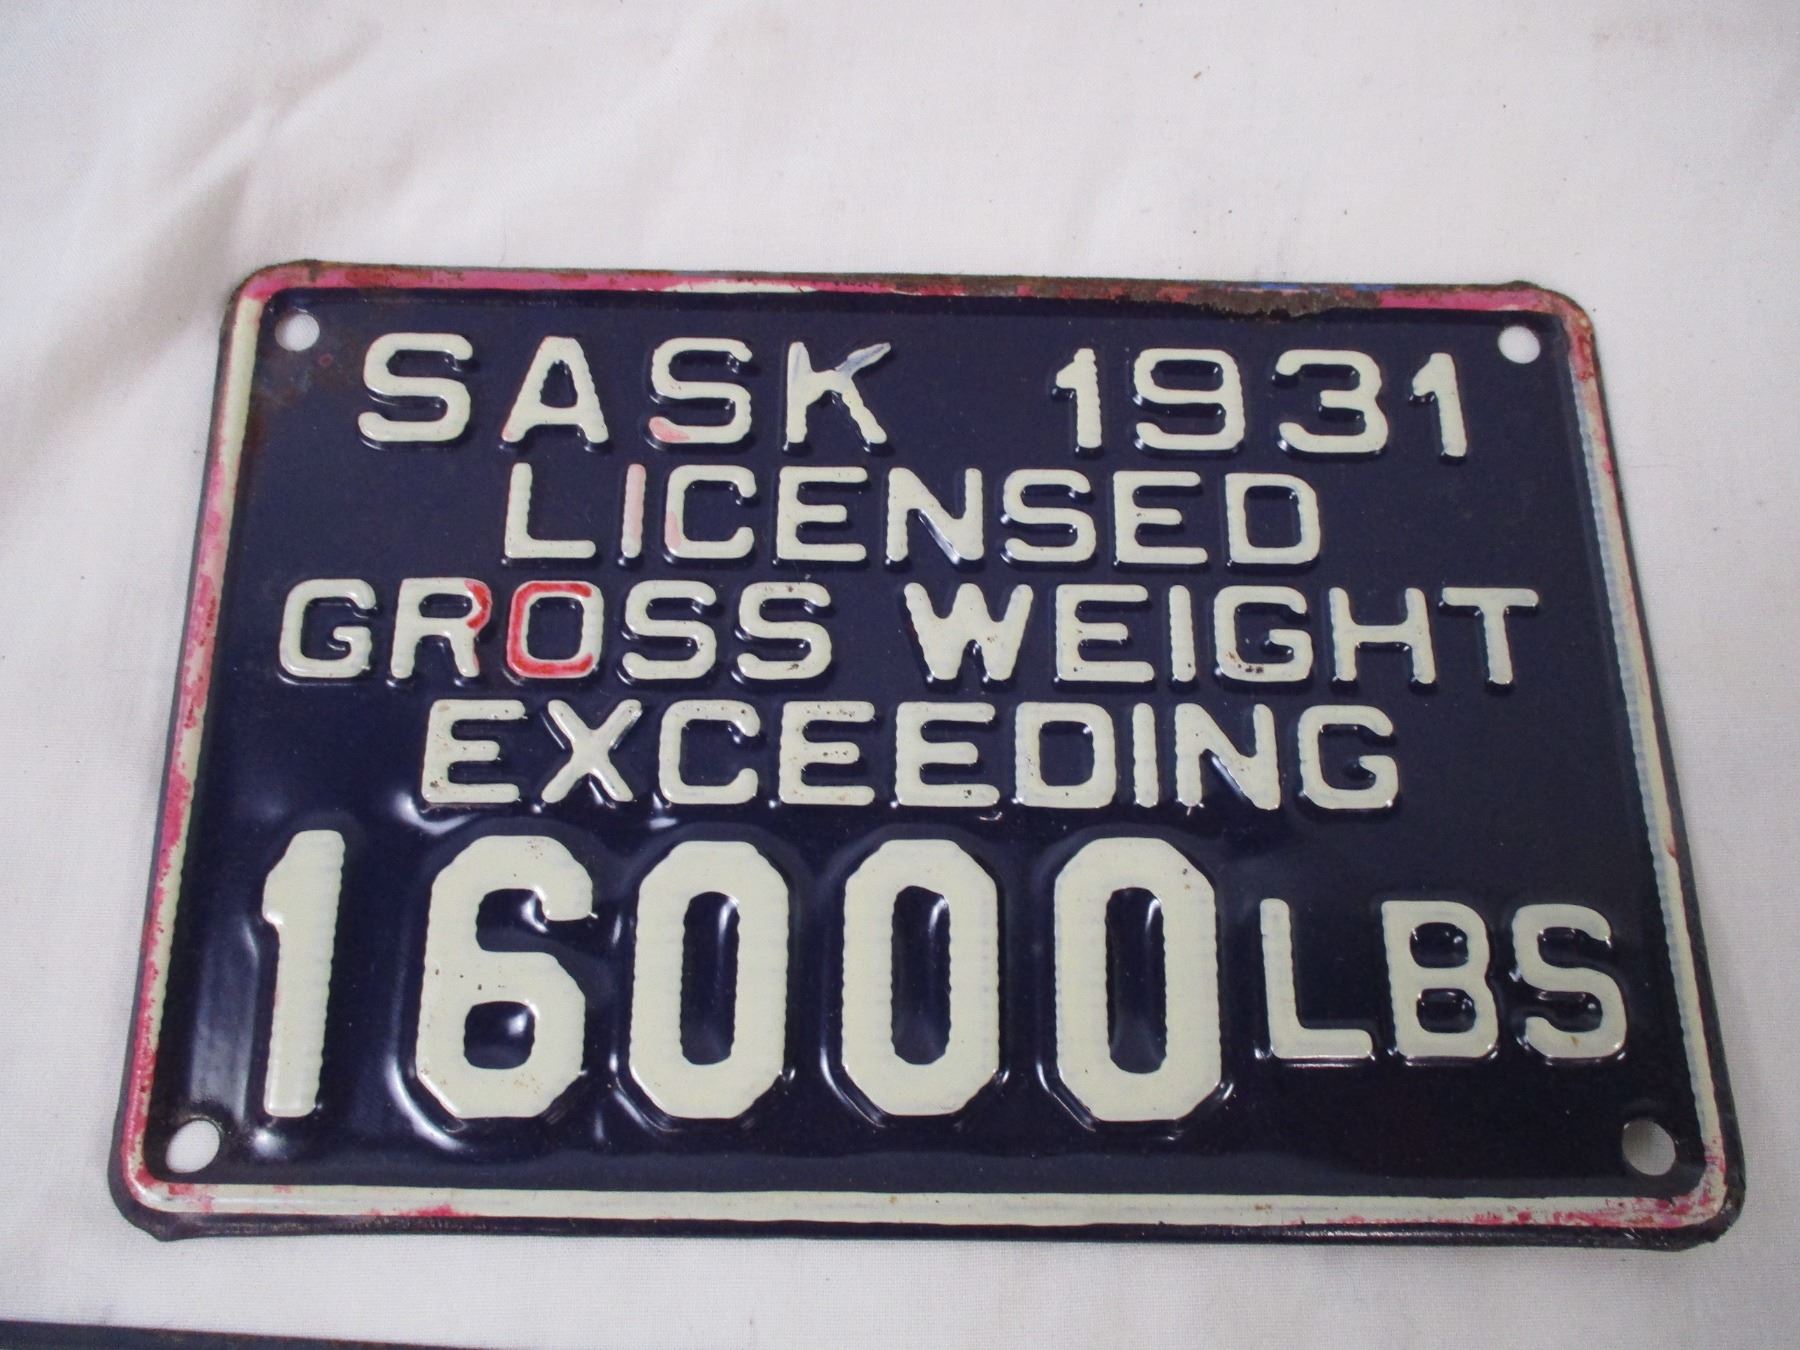 SASK 1931
LICENSED
GROSS WEIGHT
EXCEEDING
16000 LBS